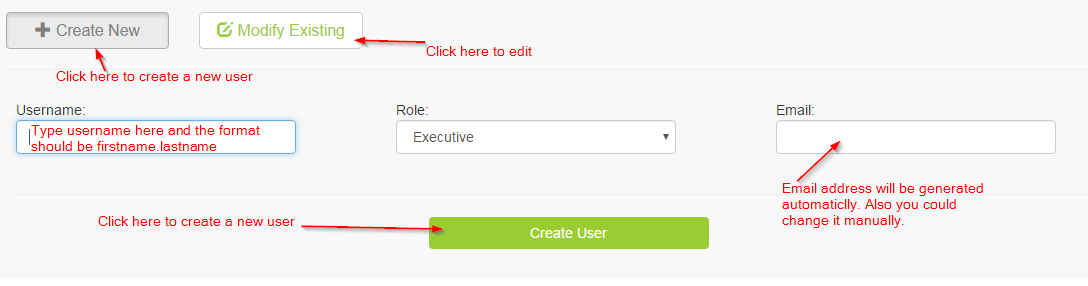 Create New
Modify Existing
Click here to edit
Click here to create a new user
Username:
Role:
Email:
Type username here and the format
should be firstname.lastname
Executive
Email address will be generated
automaticlly. Also you could
change it manually.
Click here to create a new user
Create User